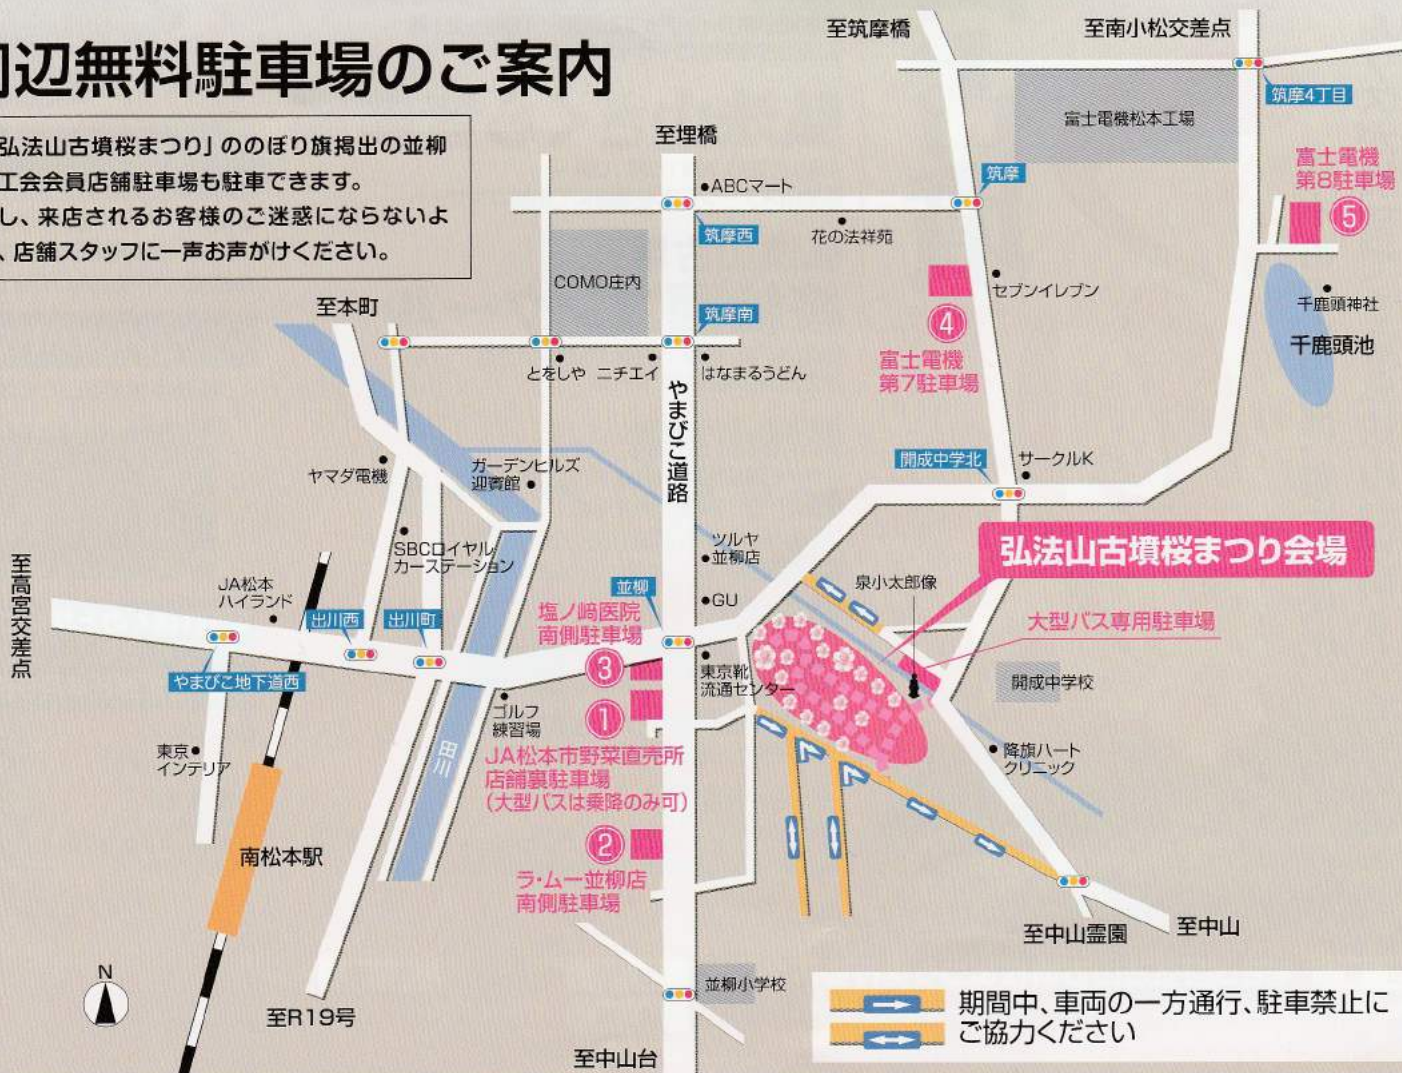 辺無料駐車場のご案内
弘法山古墳桜まつり」ののぼり旗掲出の並柳
工会会員店舗駐車場も駐車できます。
し、来店されるお客様のご迷惑にならないよ
、店舗スタッフに一声お声がけください。
至筑摩橋
至南小松交差点
筑摩4丁目
富士電機松本工場
至埋橋
ABCマート
筑摩
富士電機
第8駐車場
⑤
筑摩西
花の法祥苑
COMO庄内
セブンイレブン
千鹿頭神社
千鹿頭池
至本町
筑摩南
④
富士電機
第7駐車場
とをしや
ニチエイ
はなまるうどん
やまびこ道路
ヤマダ電機
ガーデンヒルズ
迎賓館
開成中学北
サークルK
SBCロイヤル
カーステーション
ツルヤ
並柳店
弘法山古墳桜まつり会場
至高宮交差点
JA松本
ハイランド
出川西
出川町
並柳
GU
泉小太郎像
塩ノ﨑医院
南側駐車場
③
大型バス専用駐車場
やまびこ地下道西
東京靴
流通センター
開成中学校
ゴルフ
練習場
①
JA松本市野菜直売所
店舗裏駐車場
(大型バスは乗降のみ可)
東京
インテリア
田川
降旗ハート
クリニック
②
ラ・ムー並柳店
南側駐車場
南松本駅
至中山霊園
至中山
N
至R19号
並柳小学校
至中山台
期間中、車両の一方通行、駐車禁止に
ご協力ください